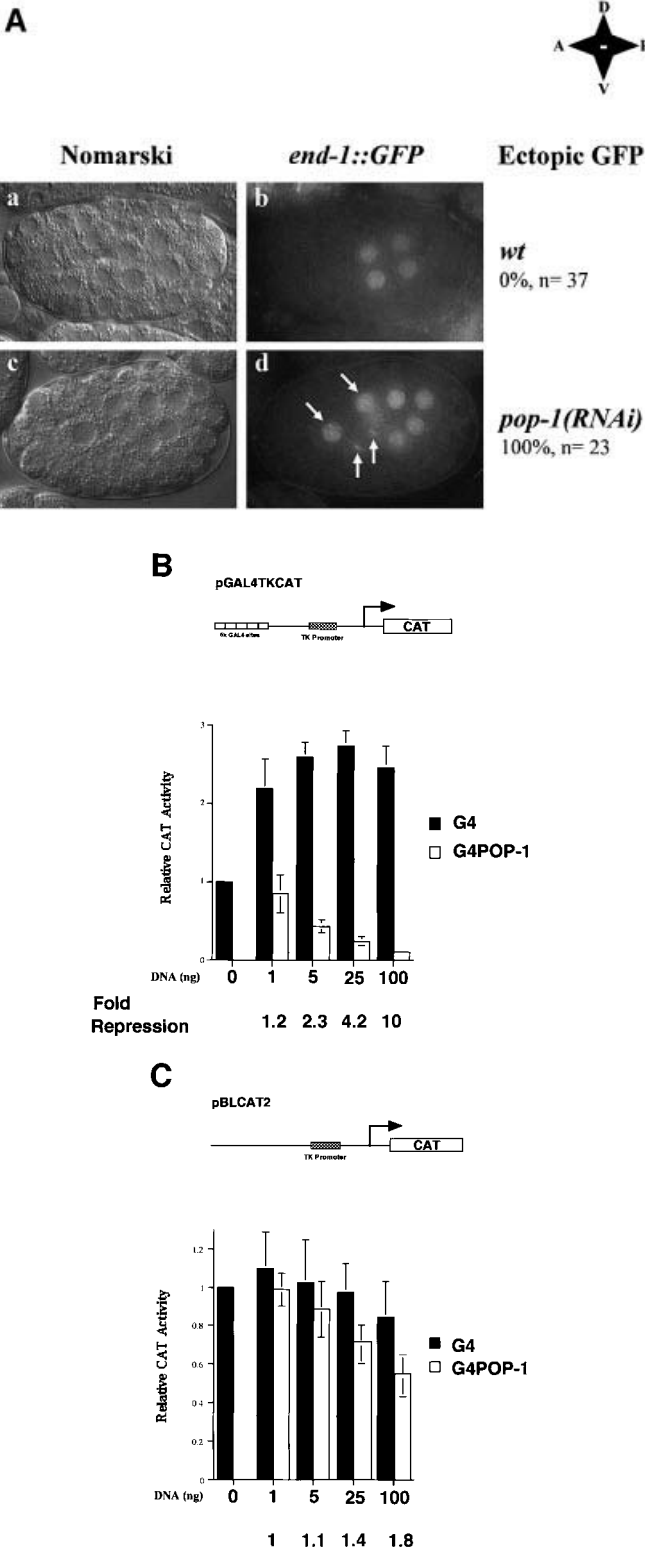 A
D
A
V
Nomarski
end-1::GFP
Ectopic GFP
a
b
wt
0%, n= 37
c
d
pop-1(RNAi)
100%, n= 23
B
pGAL4TKCAT
CAT
TK Promoter
GAL4 sites
3
2
1
0
Relative CAT Activity
G4
G4POP-1
DNA (ng) 0 1 5 25 100
Fold
Repression
1.2 2.3 4.2 10
C
pBLCAT2
CAT
TK Promoter
1.2
1
0.8
0.6
0.4
0.2
0
Relative CAT Activity
G4
G4POP-1
DNA (ng) 0 1 5 25 100
1 1.1 1.4 1.8